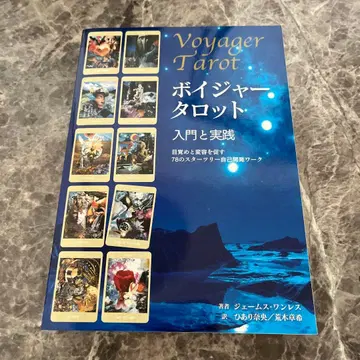 Voyager
Tarot
ボイジャー
タロット
入門と実践
目覚めと変容を促す
78のスターツリー自己開発ワーク
著者 ジェームス・ワンレス
訳 ひあり奈央／荒木章希